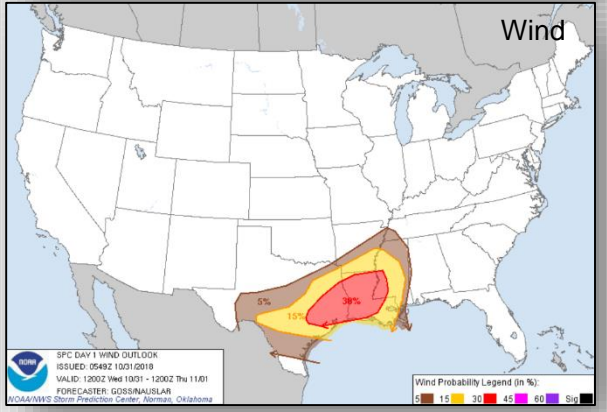 Wind
5%
15%
30%
NOAA
SPC DAY 1 WIND OUTLOOK
ISSUED: 0549Z 10/31/2018
VALID: 1200Z Wed 10/31 - 1200Z Thu 11/01
FORECASTER: GOSS/NAUSLAR
NOAA/NWS Storm Prediction Center, Norman, Oklahoma
Wind Probability Legend (in %):
5 15 30 45 60 Sig